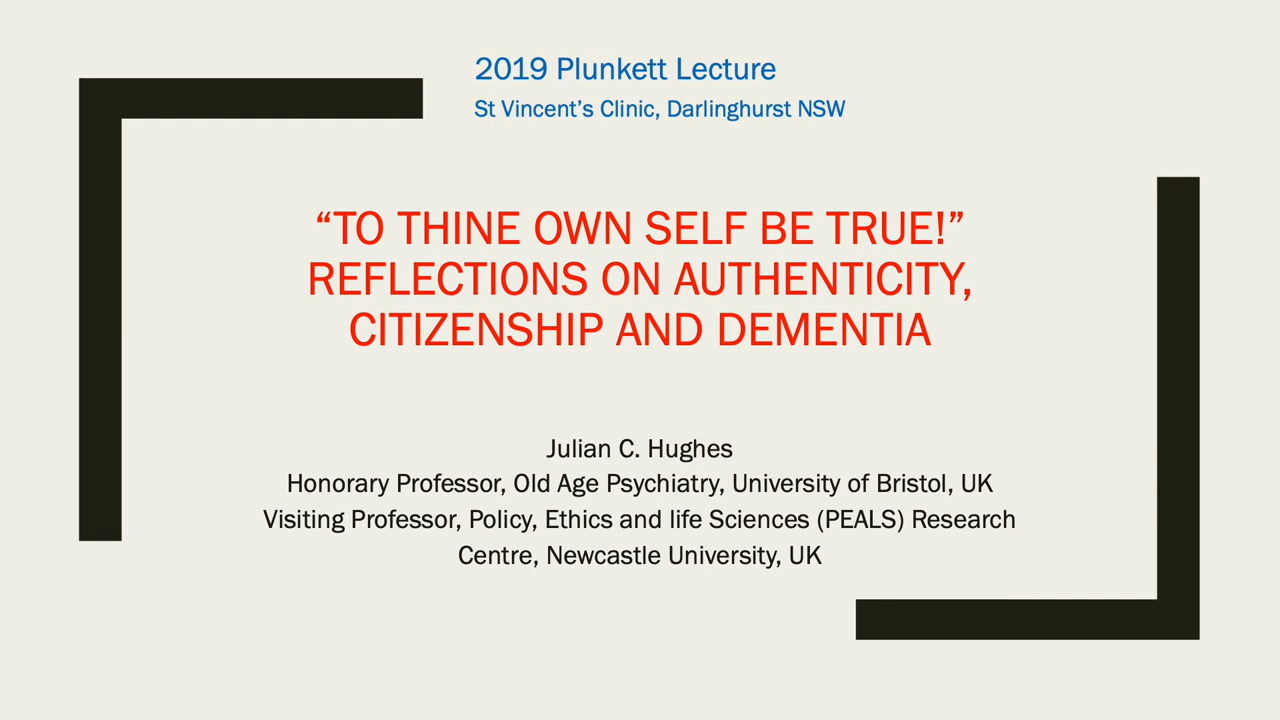 2019 Plunkett Lecture
St Vincent’s Clinic, Darlinghurst NSW
“TO THINE OWN SELF BE TRUE!”
REFLECTIONS ON AUTHENTICITY,
CITIZENSHIP AND DEMENTIA
Julian C. Hughes
Honorary Professor, Old Age Psychiatry, University of Bristol, UK
Visiting Professor, Policy, Ethics and life Sciences (PEALS) Research
Centre, Newcastle University, UK